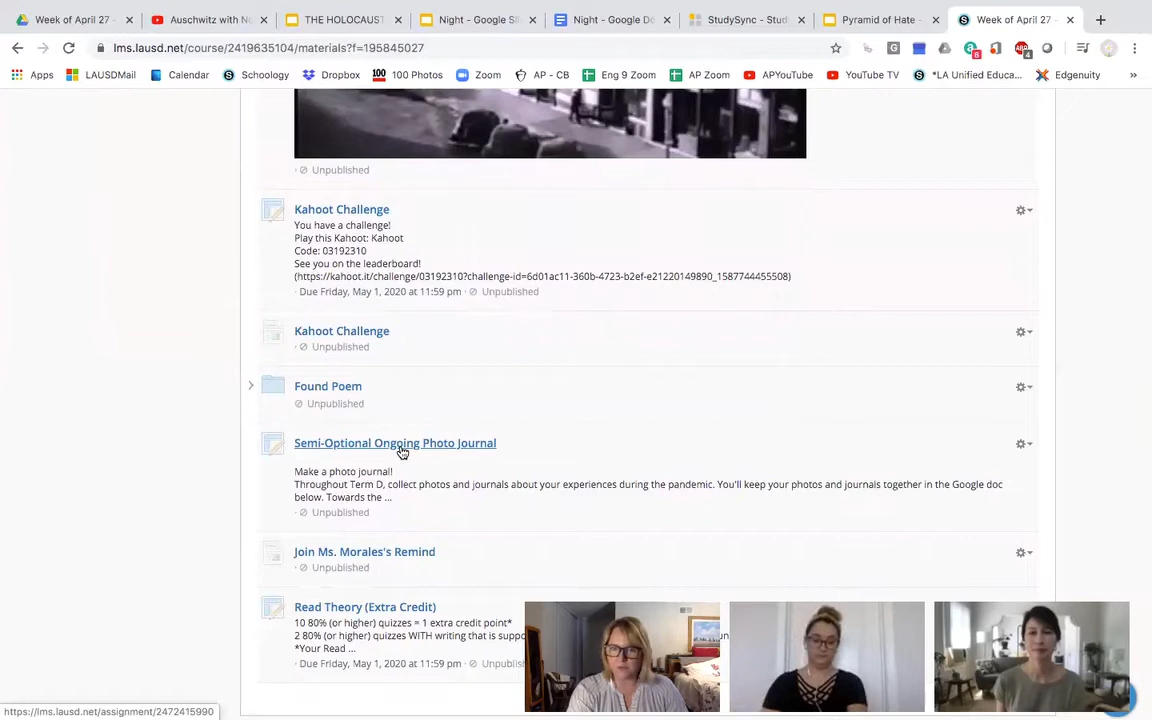 Week of April 27 -
Auschwitz with N
THE HOLOCAUST
Night - Google Sli
Night - Google Do
StudySync - Stud
Pyramid of Hate -
Week of April 27 -
lms.lausd.net/course/2419635104/materials?f=195845027
Apps
LAUSDMail
Calendar
Schoology
Dropbox
100 100 Photos
Zoom
AP - CB
Eng 9 Zoom
AP Zoom
APYouTube
YouTube TV
*LA Unified Educa...
Edgenuity
»
· Unpublished
Kahoot Challenge
You have a challenge!
Play this Kahoot: Kahoot
Code: 03192310
See you on the leaderboard!
(https://kahoot.it/challenge/03192310?challenge-id=6d01ac11-360b-4723-b2ef-e21220149890_1587744455508)
· Due Friday, May 1, 2020 at 11:59 pm · Unpublished
Kahoot Challenge
· Unpublished
Found Poem
Unpublished
Semi-Optional Ongoing Photo Journal
Make a photo journal!
Throughout Term D, collect photos and journals about your experiences during the pandemic. You'll keep your photos and journals together in the Google doc
below. Towards the ...
· Unpublished
Join Ms. Morales's Remind
· Unpublished
Read Theory (Extra Credit)
10 80% (or higher) quizzes = 1 extra credit point*
2 80% (or higher) quizzes WITH writing that is
*Your Read ...
· Due Friday, May 1, 2020 at 11:59 pm ·
https://lms.lausd.net/assignment/2472415990